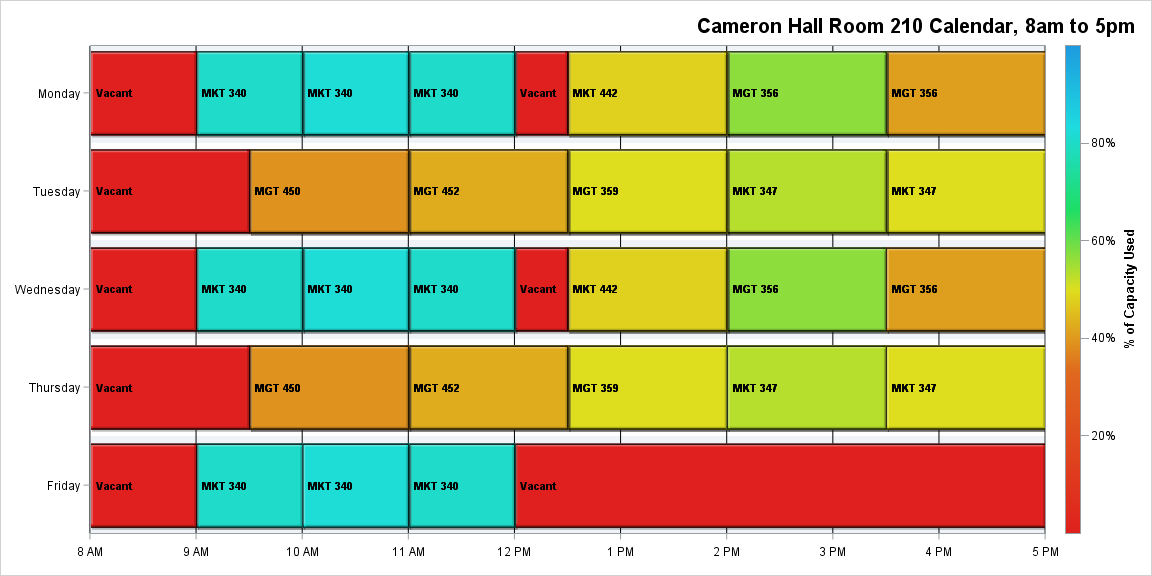 Cameron Hall Room 210 Calendar, 8am to 5pm
Monday Vacant MKT 340 MKT 340 MKT 340 Vacant MKT 442 MGT 356 MGT 356
80%
Tuesday Vacant MGT 450 MGT 452 MGT 359 MKT 347 MKT 347
60%
Wednesday Vacant MKT 340 MKT 340 MKT 340 Vacant MKT 442 MGT 356 MGT 356
% of Capacity Used
40%
Thursday Vacant MGT 450 MGT 452 MGT 359 MKT 347 MKT 347
20%
Friday Vacant MKT 340 MKT 340 MKT 340 Vacant
8 AM 9 AM 10 AM 11 AM 12 PM 1 PM 2 PM 3 PM 4 PM 5 PM